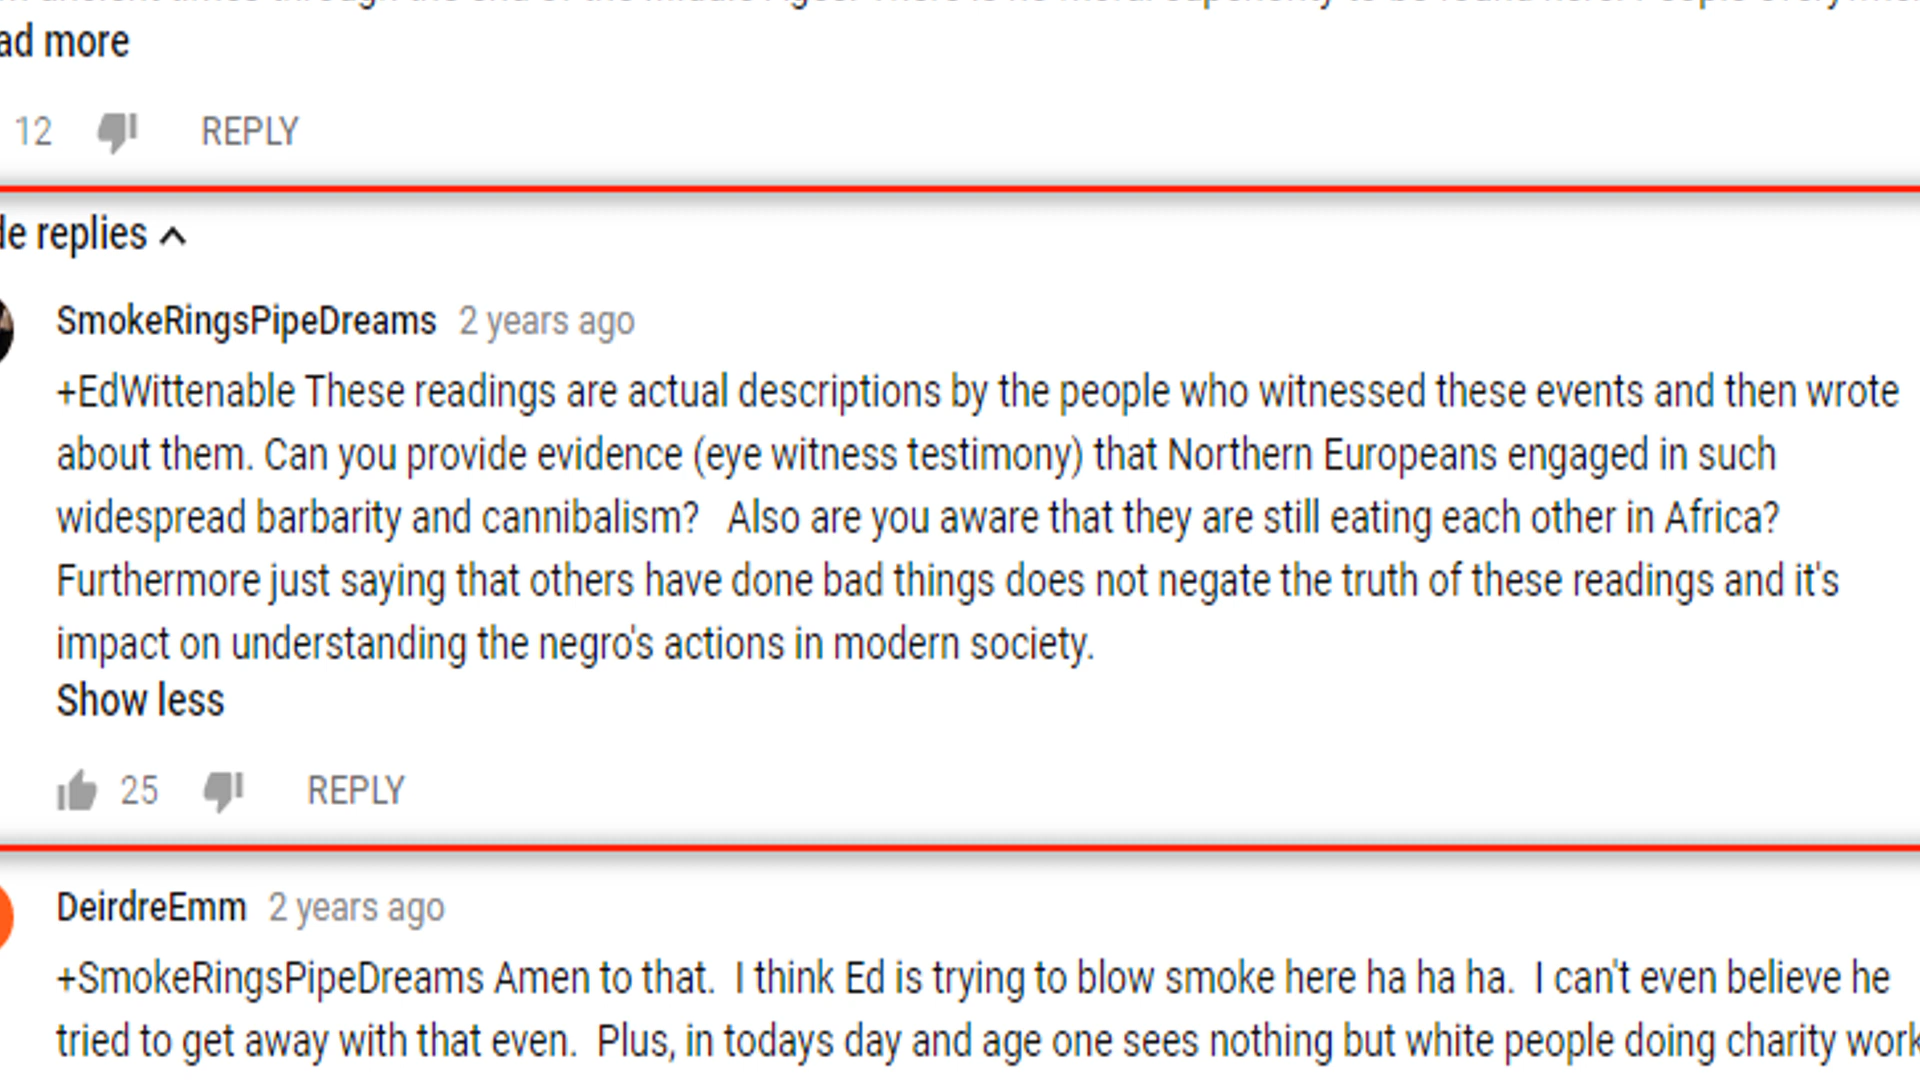 ad more
12 REPLY
de replies
SmokeRingsPipeDreams 2 years ago
+EdWittenable These readings are actual descriptions by the people who witnessed these events and then wrote
about them. Can you provide evidence (eye witness testimony) that Northern Europeans engaged in such
widespread barbarity and cannibalism?   Also are you aware that they are still eating each other in Africa?
Furthermore just saying that others have done bad things does not negate the truth of these readings and it's
impact on understanding the negro's actions in modern society.
Show less
25 REPLY
DeirdreEmm 2 years ago
+SmokeRingsPipeDreams Amen to that.  I think Ed is trying to blow smoke here ha ha ha.  I can't even believe he
tried to get away with that even.  Plus, in todays day and age one sees nothing but white people doing charity work